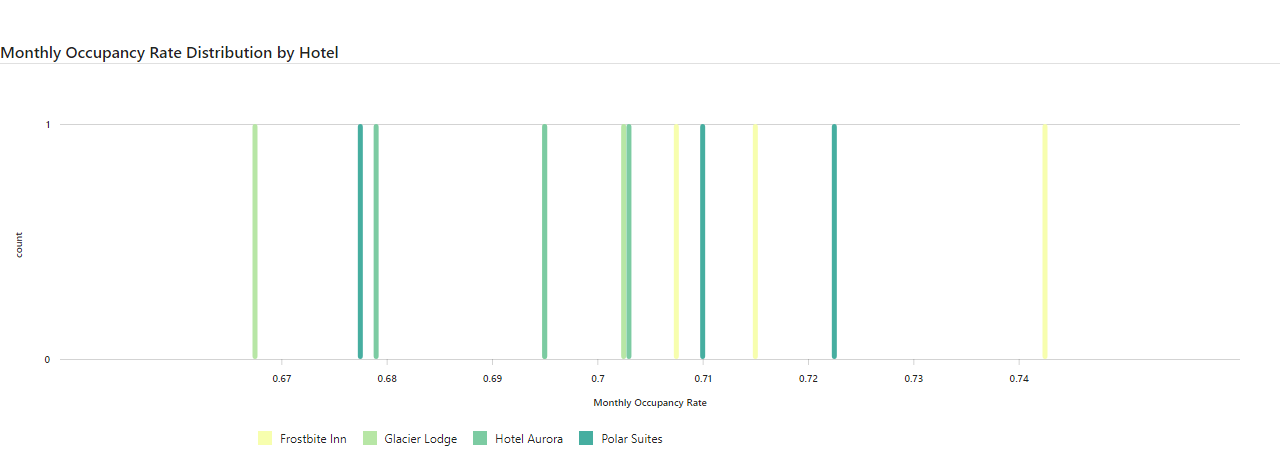 Monthly Occupancy Rate Distribution by Hotel
1
count
0
0.67 0.68 0.69 0.7 0.71 0.72 0.73 0.74
Monthly Occupancy Rate
Frostbite Inn Glacier Lodge Hotel Aurora Polar Suites